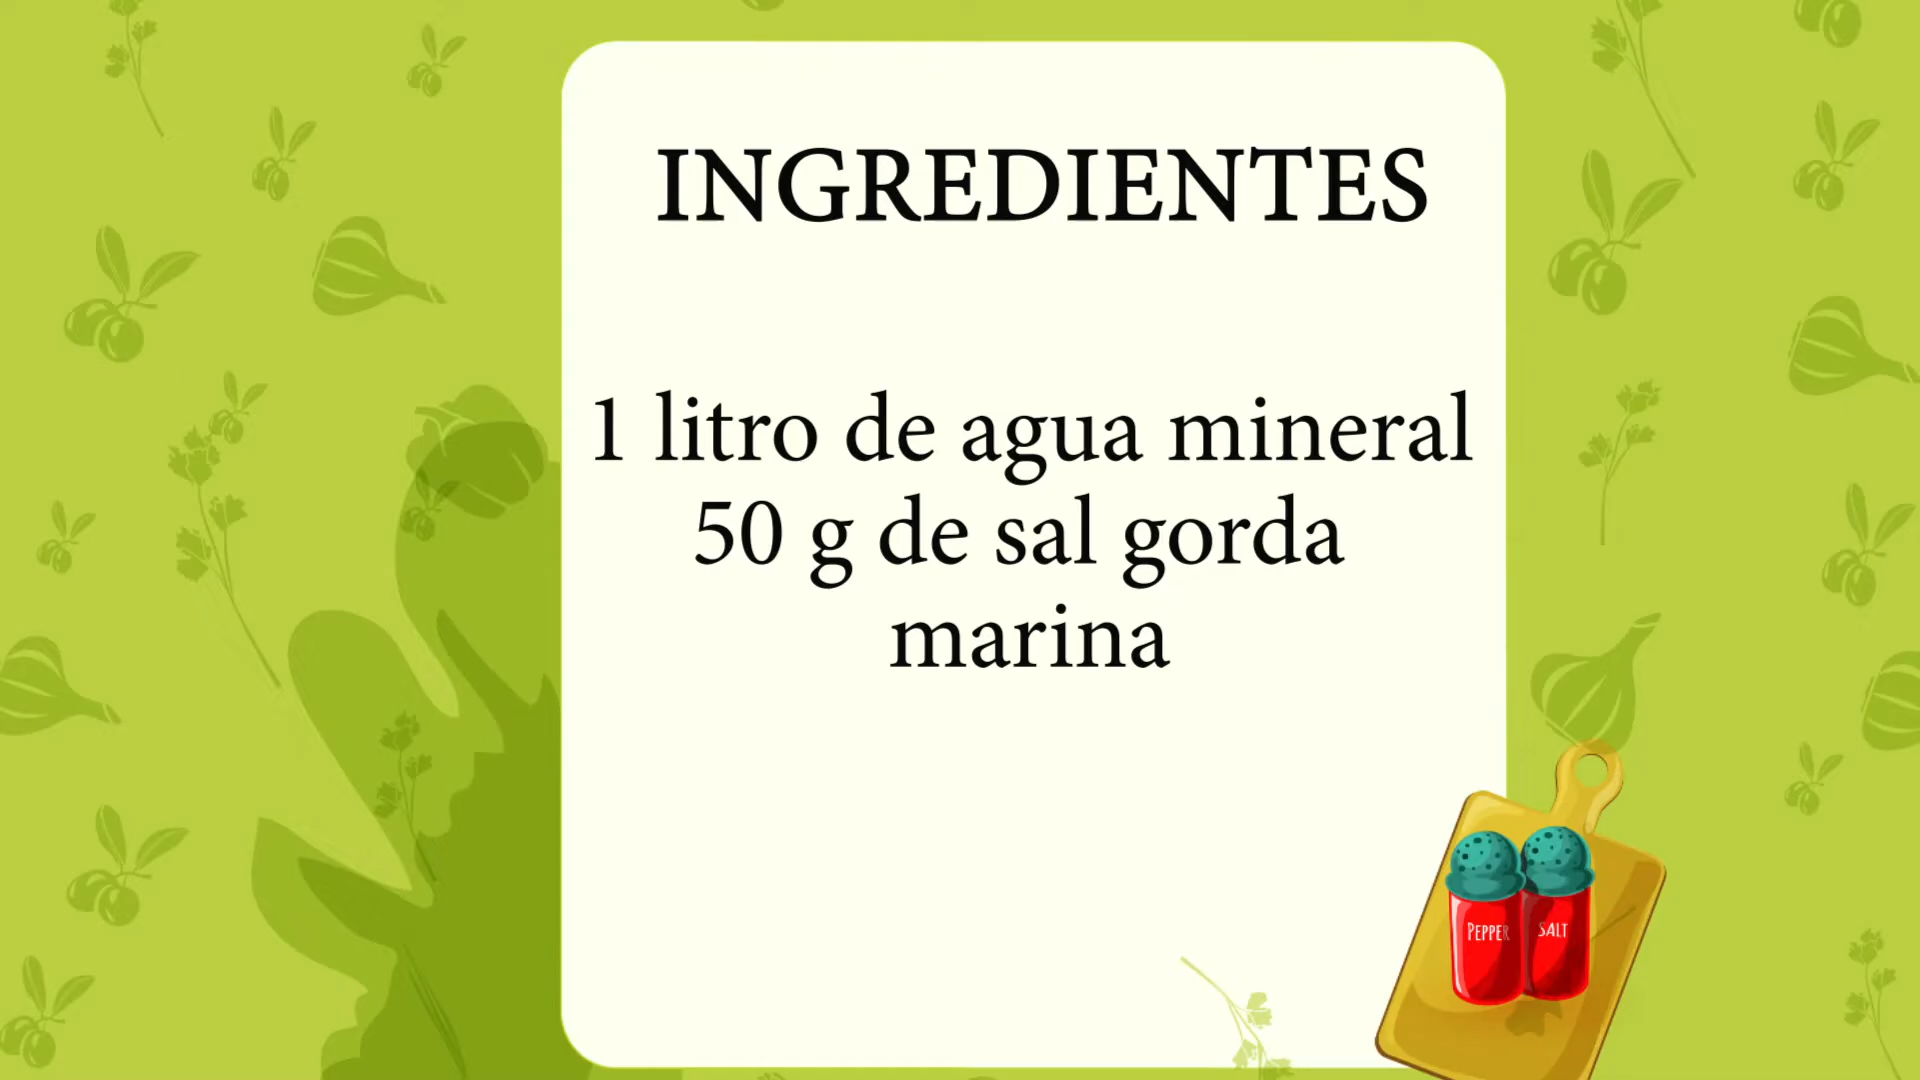 INGREDIENTES
1 litro de agua mineral
50 g de sal gorda
marina
PEPPER
SALT